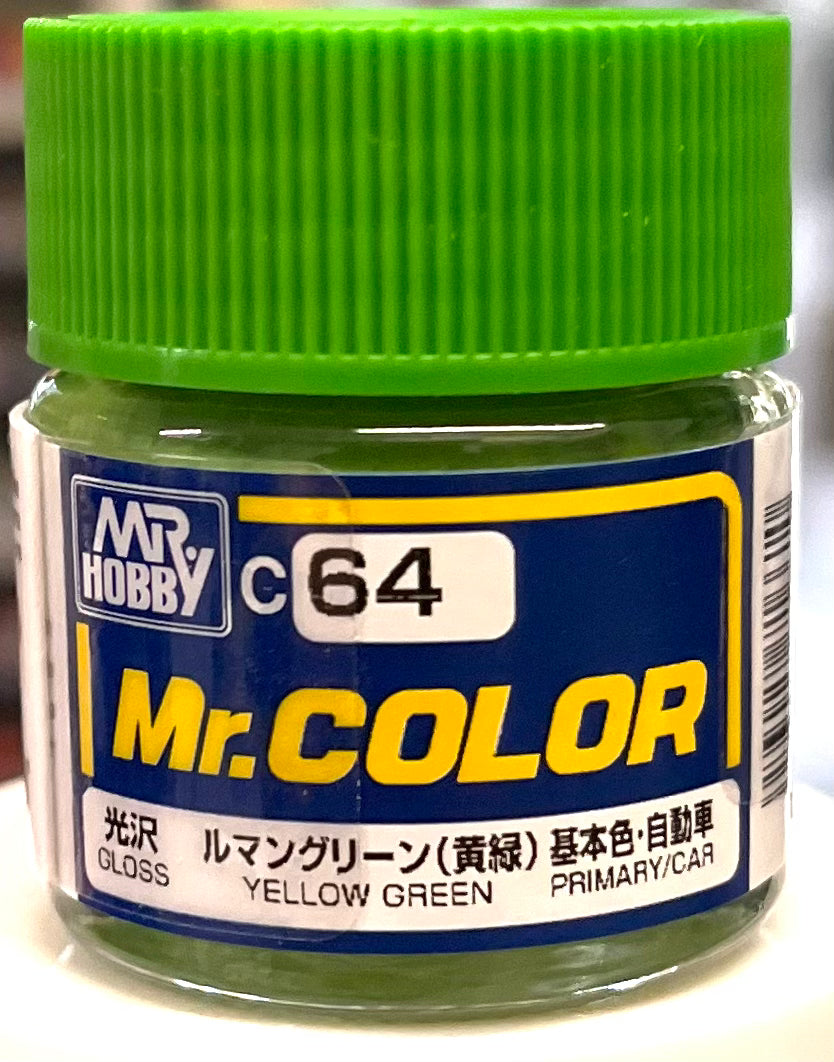 MR.
HOBBY
C 64
Mr.COLOR
光沢
GLOSS
ルマングリーン(黄緑)
YELLOW GREEN
基本色・自動車
PRIMARY/CAR